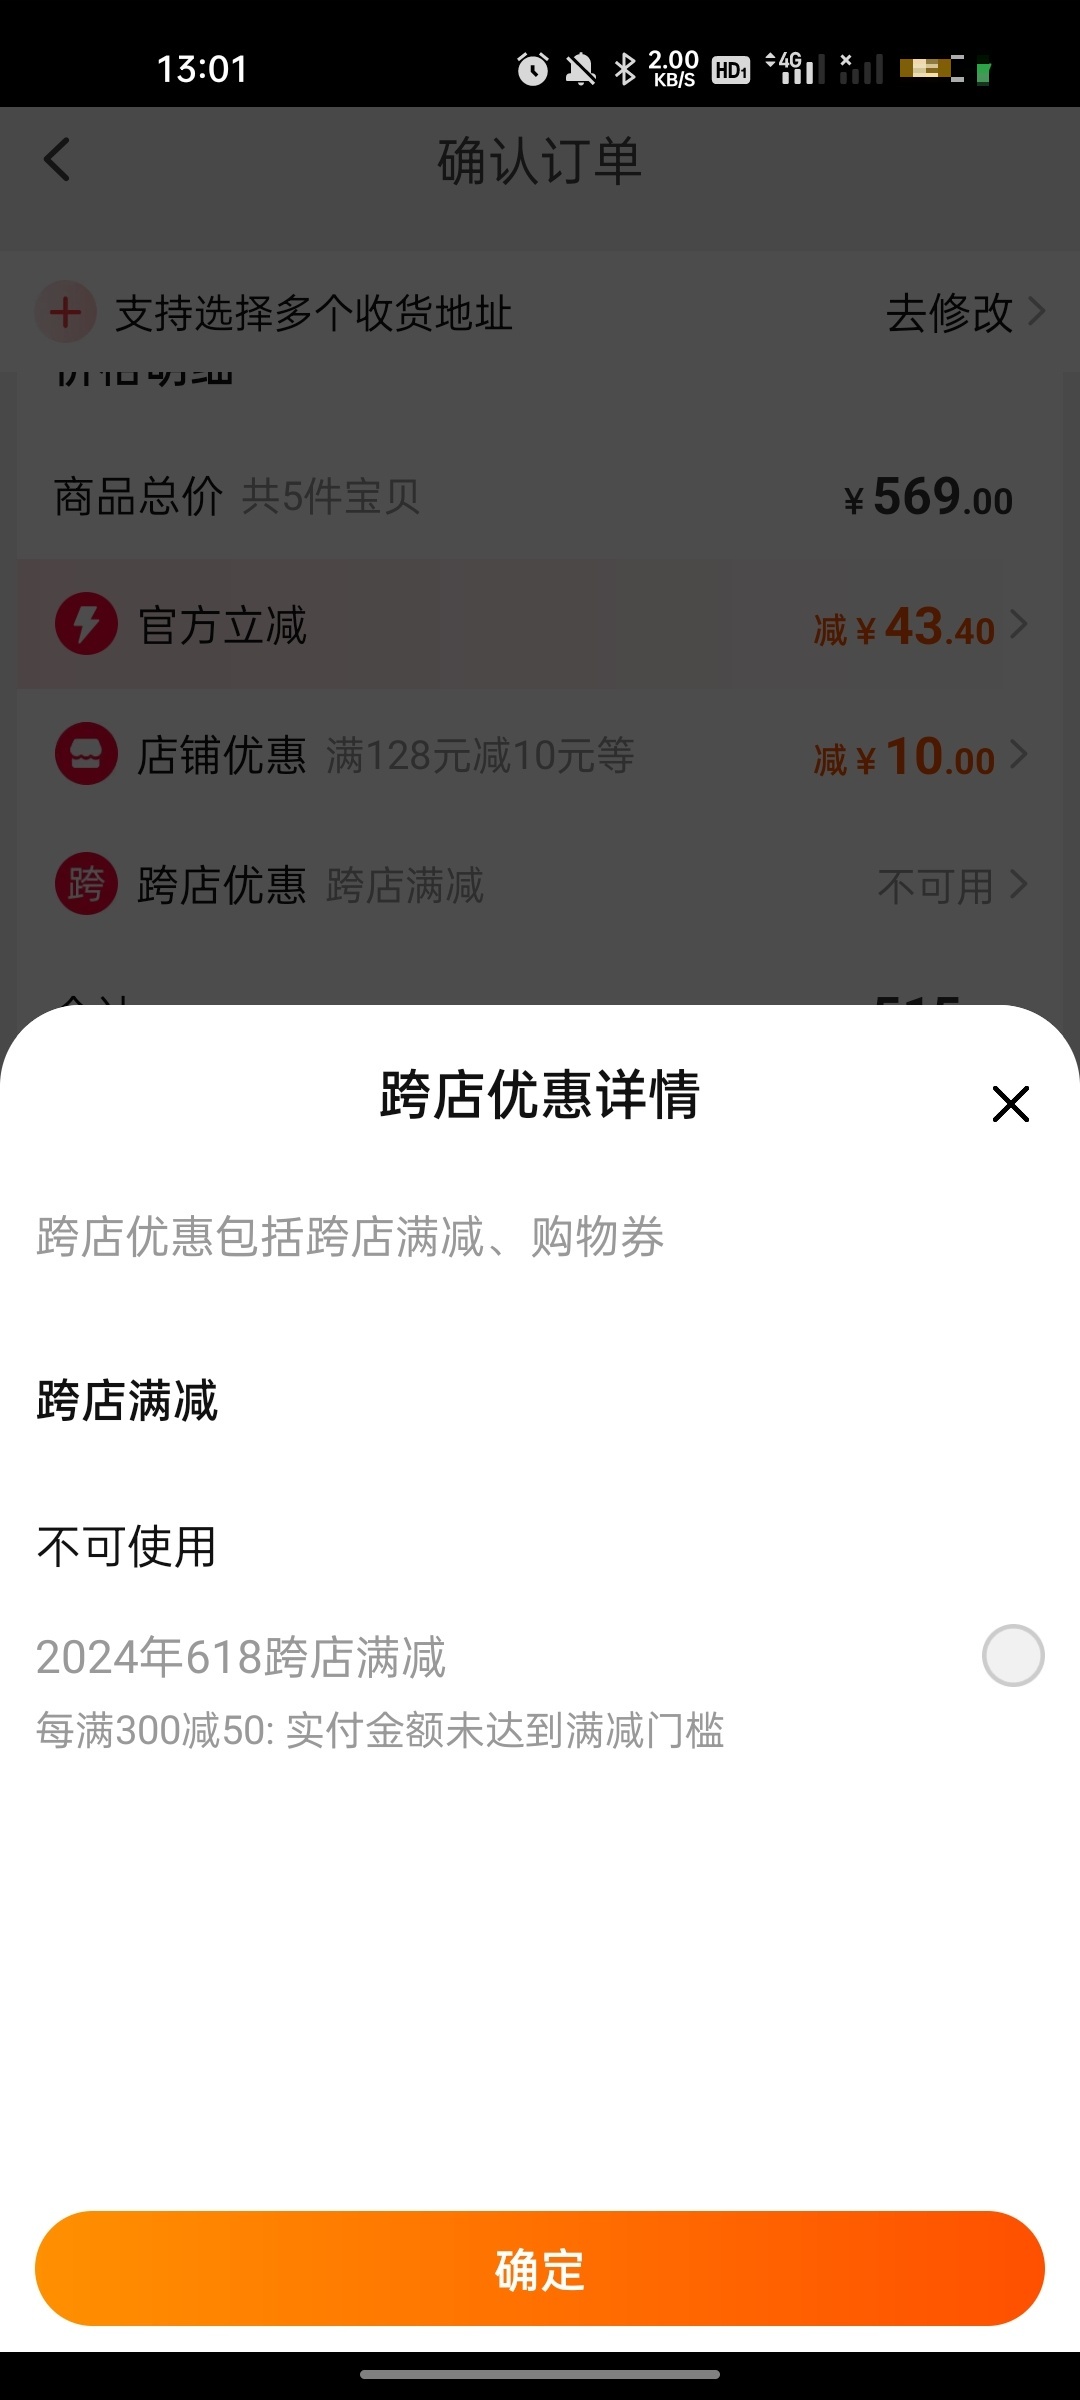 13:01
2.00
KB/S
HD1
4G
确认订单
支持选择多个收货地址 去修改
价格明细
商品总价 共5件宝贝 ¥569.00
官方立减 减¥43.40
店铺优惠 满128元减10元等 减¥10.00
跨 跨店优惠 跨店满减 不可用
跨店优惠详情
跨店优惠包括跨店满减、购物券
跨店满减
不可使用
2024年618跨店满减
每满300减50: 实付金额未达到满减门槛
确定